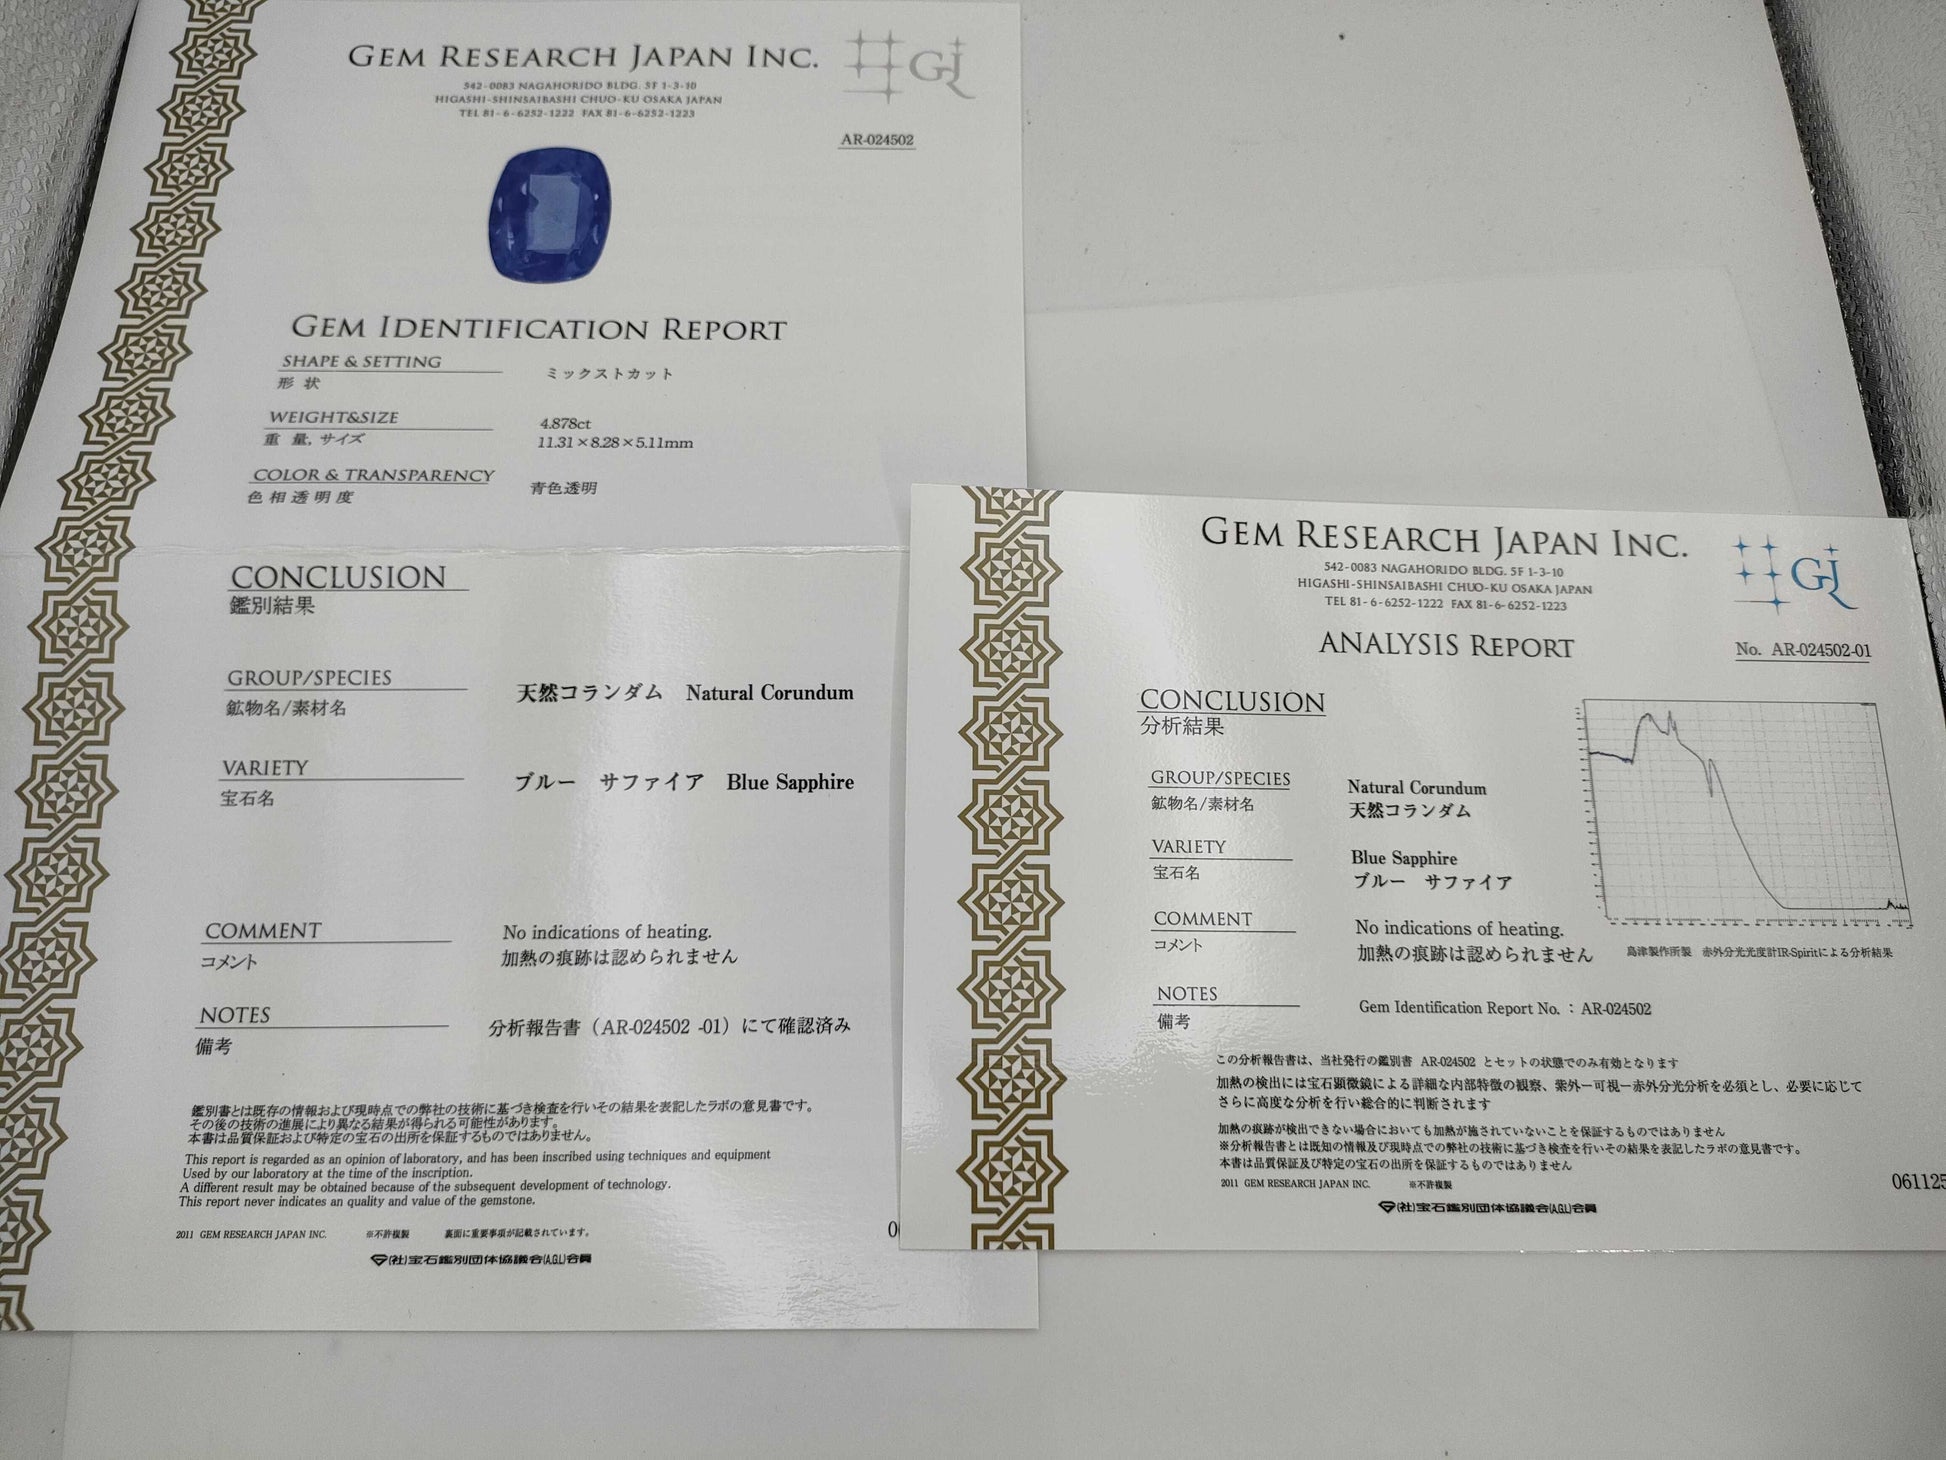 GEM RESEARCH JAPAN INC.
GJ
542-0083 NAGAHORIDO BLDG. 5F 1-3-10
HIGASHI-SHINSAIBASHI CHUO-KU OSAKA JAPAN
TEL 81-6-6252-1222 FAX 81-6-6252-1223
AR-024502
GEM IDENTIFICATION REPORT
SHAPE & SETTING
形 状
ミックストカット
WEIGHT&SIZE
重 量, サイズ
4.878ct
11.31×8.28×5.11mm
COLOR & TRANSPARENCY
色 相 透 明 度
青色透明
CONCLUSION
鑑別結果
GROUP/SPECIES
鉱物名/素材名
天然コランダム Natural Corundum
VARIETY
宝石名
ブルー サファイア Blue Sapphire
COMMENT
コメント
No indications of heating.
加熱の痕跡は認められません
NOTES
備考
分析報告書（AR-024502 -01）にて確認済み
鑑別書とは既存の情報および現時点での弊社の技術に基づき検査を行いその結果を表記したラボの意見書です。
その後の技術の進展により異なる結果が得られる可能性があります。
本書は品質保証および特定の宝石の出所を保証するものではありません。
This report is regarded as an opinion of laboratory, and has been inscribed using techniques and equipment
Used by our laboratory at the time of the inscription.
A different result may be obtained because of the subsequent development of technology.
This report never indicates an quality and value of the gemstone.
2011 GEM RESEARCH JAPAN INC. ※不許複製 裏面に重要事項が記載されています。
(社)宝石鑑別団体協議会(A.G.L)会員
GEM RESEARCH JAPAN INC.
GJ
542-0083 NAGAHORIDO BLDG. 5F 1-3-10
HIGASHI-SHINSAIBASHI CHUO-KU OSAKA JAPAN
TEL 81-6-6252-1222 FAX 81-6-6252-1223
ANALYSIS REPORT
No. AR-024502-01
CONCLUSION
分析結果
GROUP/SPECIES
鉱物名/素材名
Natural Corundum
天然コランダム
VARIETY
宝石名
Blue Sapphire
ブルー サファイア
COMMENT
コメント
No indications of heating.
加熱の痕跡は認められません
島津製作所製 赤外分光光度計IR-Spiritによる分析結果
NOTES
備考
Gem Identification Report No.：AR-024502
この分析報告書は、当社発行の鑑別書 AR-024502 とセットの状態でのみ有効となります
加熱の検出には宝石顕微鏡による詳細な内部特徴の観察、紫外ー可視ー赤外分光分析を必須とし、必要に応じて
さらに高度な分析を行い総合的に判断されます
加熱の痕跡が検出できない場合においても加熱が施されていないことを保証するものではありません
※分析報告書とは既知の情報及び現時点での弊社の技術に基づき検査を行いその結果を表記したラボの意見書です。
本書は品質保証及び特定の宝石の出所を保証するものではありません
2011 GEM RESEARCH JAPAN INC. ※不許複製
061125
(社)宝石鑑別団体協議会(A.G.L)会員